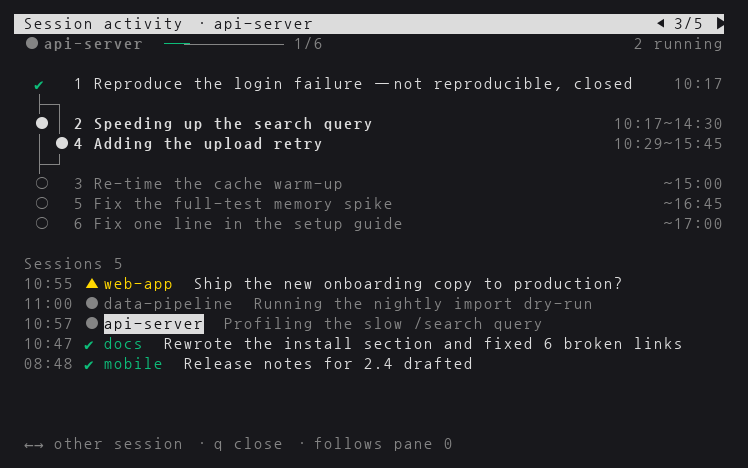 Session activity · api-server ◀ 3/5 ▶
● api-server 1/6 2 running
✔ 1 Reproduce the login failure — not reproducible, closed 10:17
● 2 Speeding up the search query 10:17~14:30
● 4 Adding the upload retry 10:29~15:45
○ 3 Re-time the cache warm-up ~15:00
○ 5 Fix the full-test memory spike ~16:45
○ 6 Fix one line in the setup guide ~17:00
Sessions 5
10:55 ▲ web-app Ship the new onboarding copy to production?
11:00 ● data-pipeline Running the nightly import dry-run
10:57 ● api-server Profiling the slow /search query
10:47 ✔ docs Rewrote the install section and fixed 6 broken links
08:48 ✔ mobile Release notes for 2.4 drafted
←→ other session · q close · follows pane 0